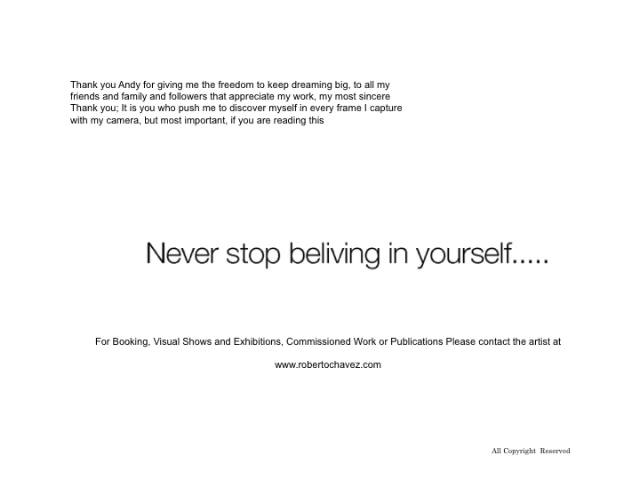 Thank you Andy for giving me the freedom to keep dreaming big, to all my
friends and family and followers that appreciate my work, my most sincere
Thank you; It is you who push me to discover myself in every frame I capture
with my camera, but most important, if you are reading this
Never stop beliving in yourself.....
For Booking, Visual Shows and Exhibitions, Commissioned Work or Publications Please contact the artist at
www.robertochavez.com
All Copyright Reserved